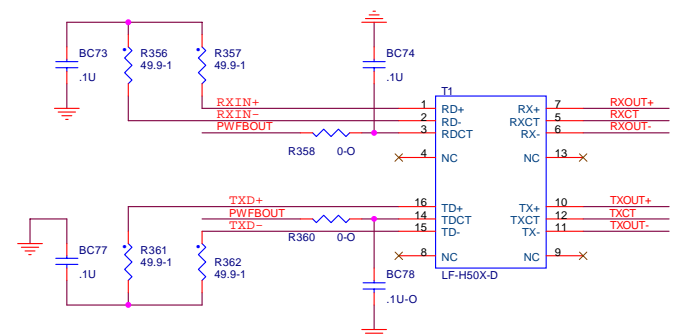 BC73
.1U
R356
49.9-1
R357
49.9-1
BC74
.1U
T1
RXIN+
RXIN-
PWFBOUT
R358
0-O
1
2
3
4
RD+
RD-
RDCT
NC
RX+
RXCT
RX-
NC
7
5
6
13
RXOUT+
RXCT
RXOUT-
TXD+
PWFBOUT
TXD-
R360
0-O
16
14
15
8
TD+
TDCT
TD-
NC
TX+
TXCT
TX-
NC
10
12
11
9
TXOUT+
TXCT
TXOUT-
BC77
.1U
R361
49.9-1
R362
49.9-1
BC78
.1U-O
LF-H50X-D